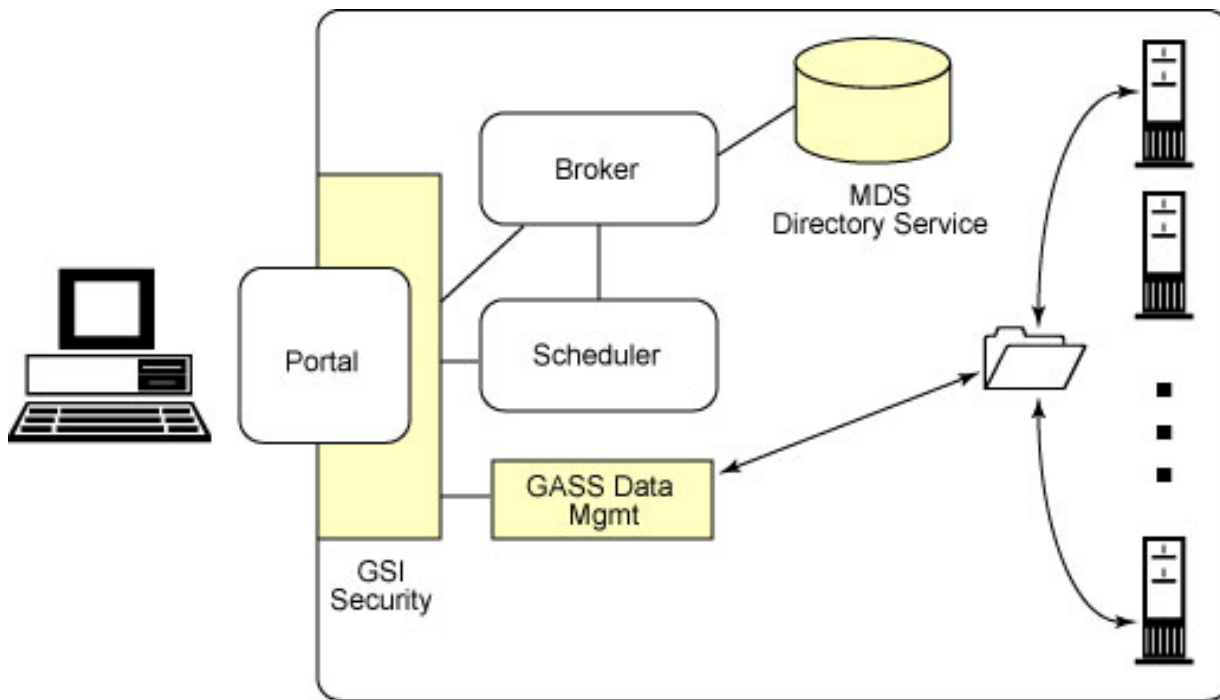 Broker
MDS
Directory Service
Portal
Scheduler
GASS Data
Mgmt
GSI
Security